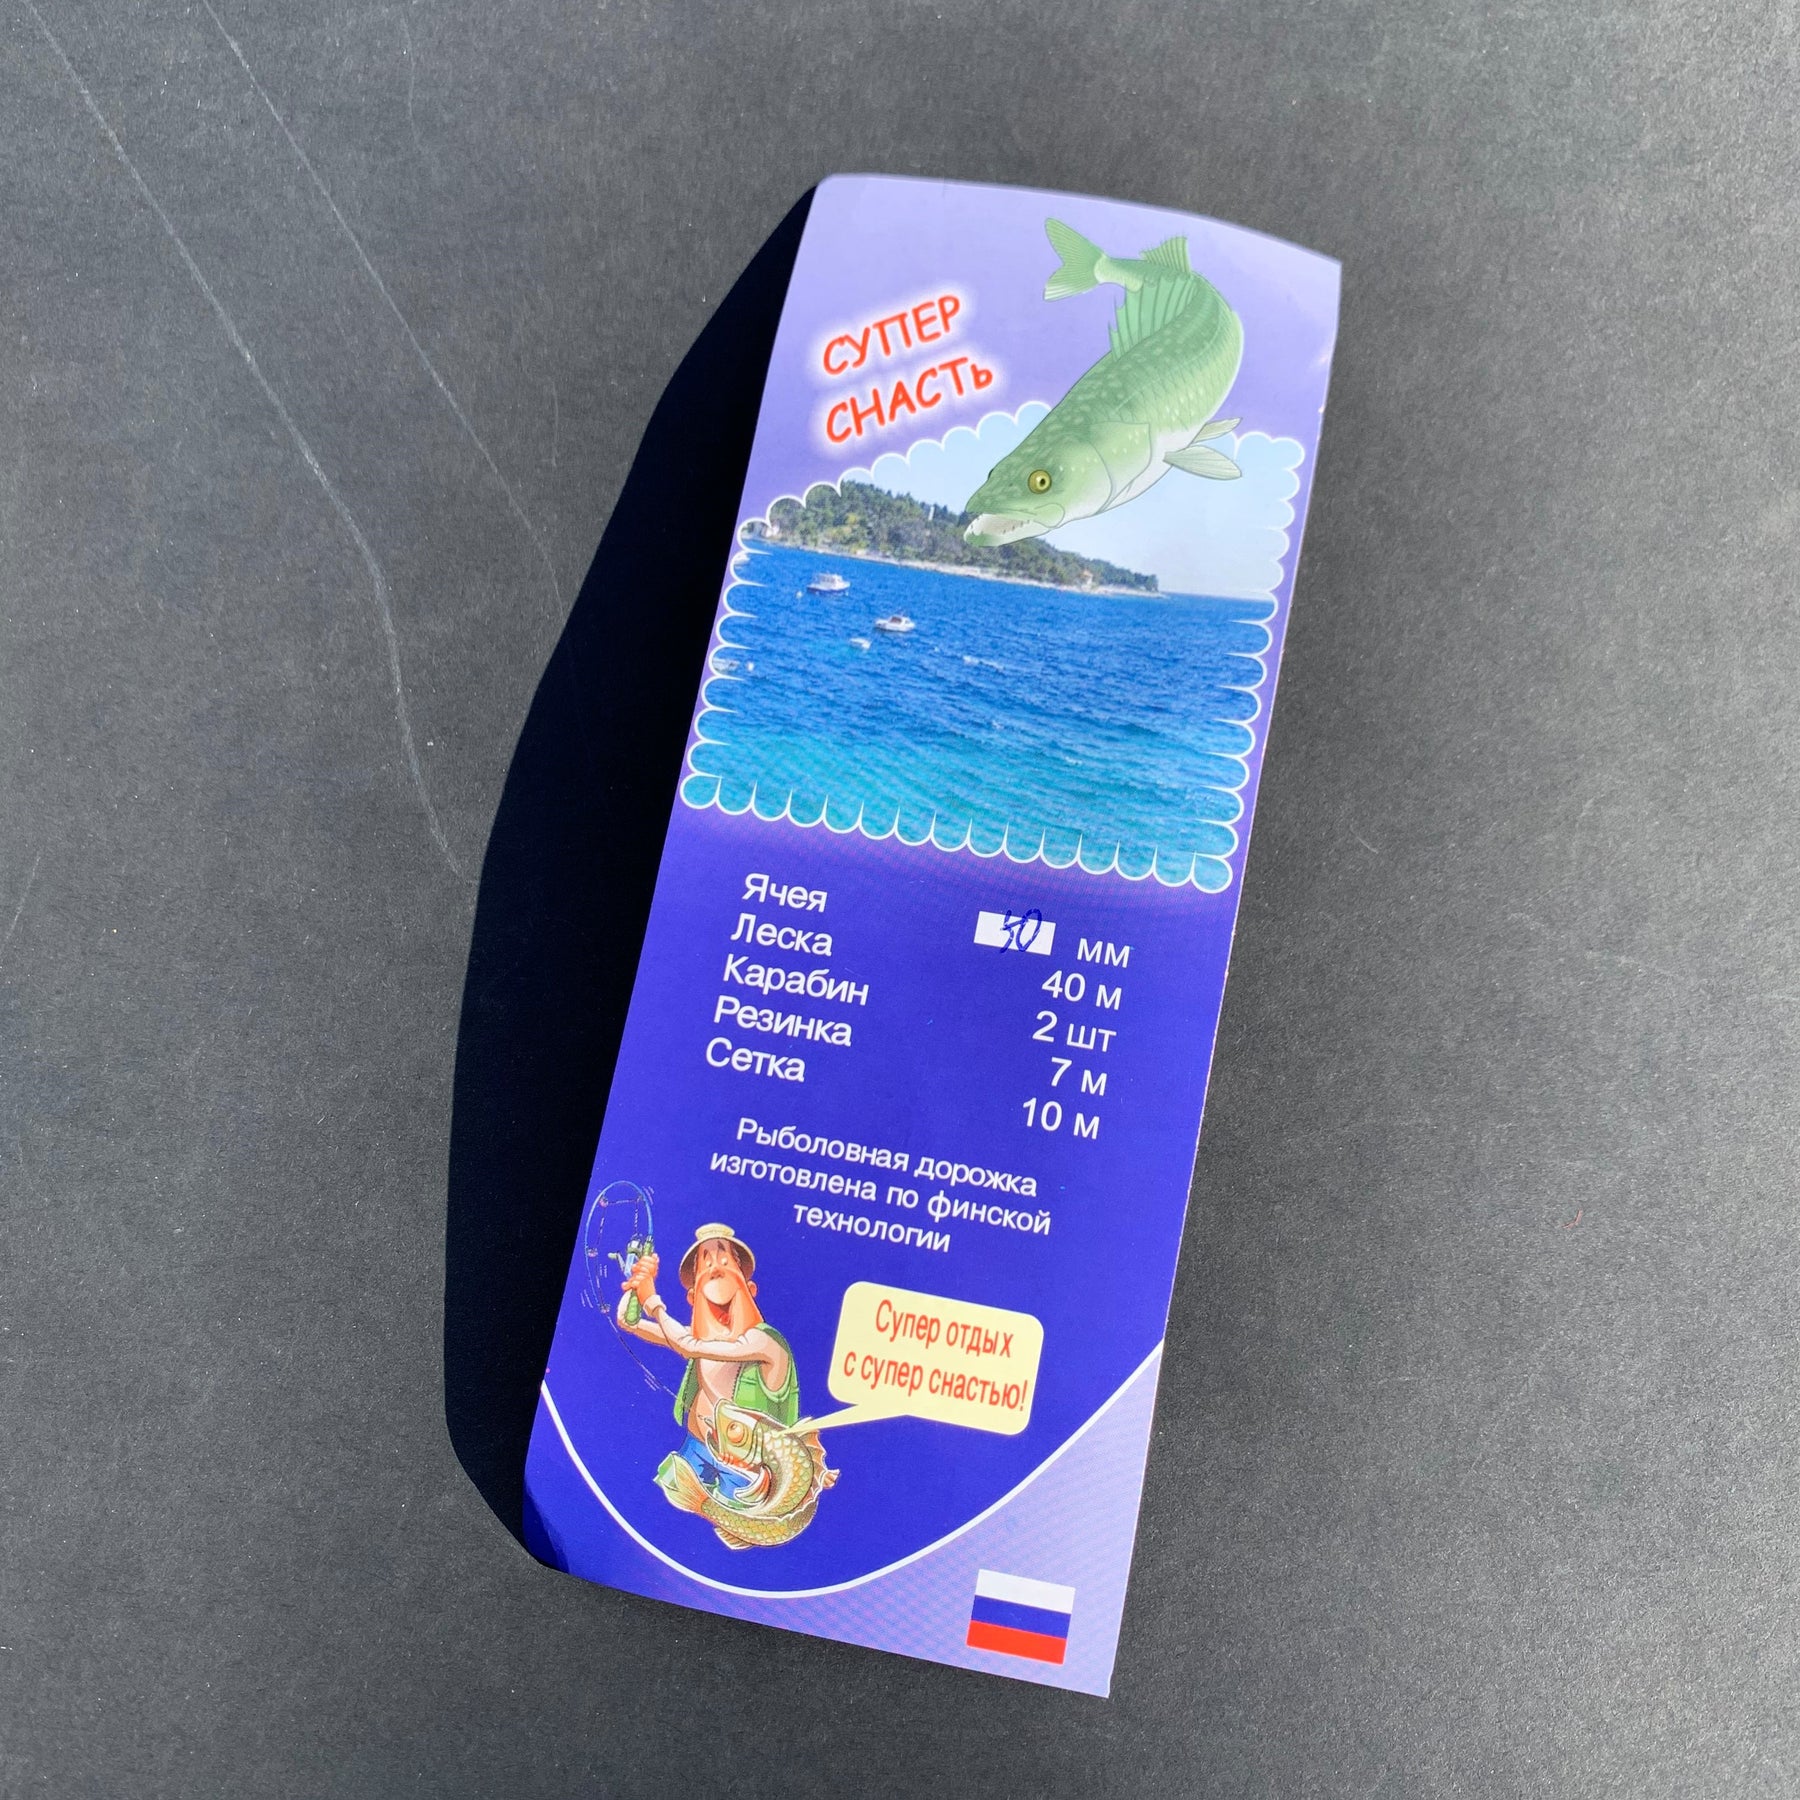 СУПЕР
СНАСТЬ
Ячея 50 мм
Леска 40 м
Карабин 2 шт
Резинка 7 м
Сетка 10 м
Рыболовная дорожка
изготовлена по финской
технологии
Супер отдых
с супер снастью!